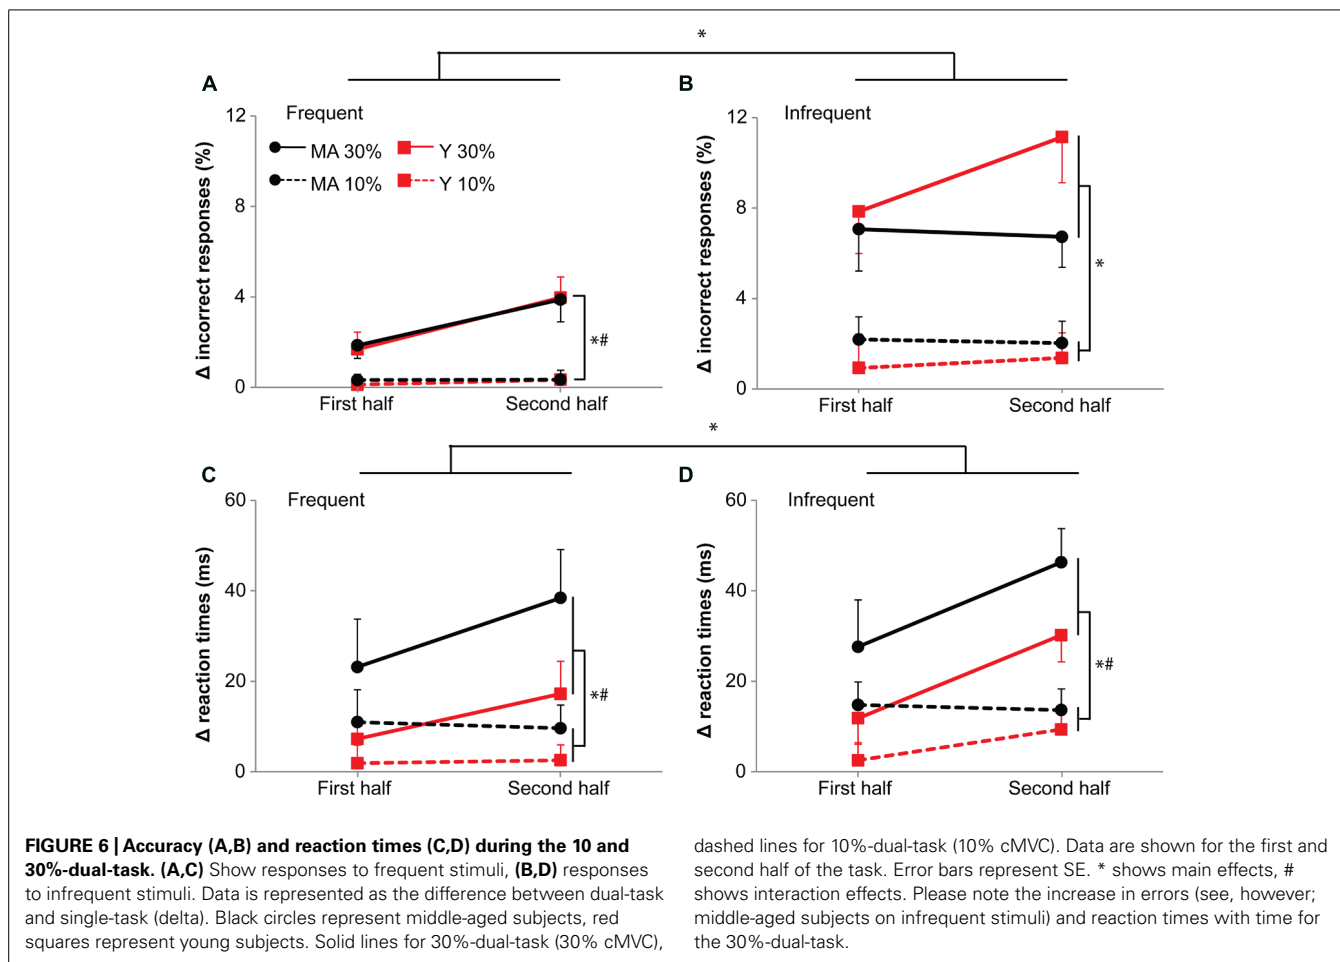 *
A
Frequent
12
8
4
0
Δ incorrect responses (%)
MA 30%
Y 30%
MA 10%
Y 10%
*#
First half
Second half
B
Infrequent
12
8
4
0
Δ incorrect responses (%)
*
First half
Second half
*
C
Frequent
60
40
20
0
Δ reaction times (ms)
*#
First half
Second half
D
Infrequent
60
40
20
0
Δ reaction times (ms)
*#
First half
Second half
FIGURE 6 | Accuracy (A,B) and reaction times (C,D) during the 10 and
30%-dual-task. (A,C) Show responses to frequent stimuli, (B,D) responses
to infrequent stimuli. Data is represented as the difference between dual-task
and single-task (delta). Black circles represent middle-aged subjects, red
squares represent young subjects. Solid lines for 30%-dual-task (30% cMVC),
dashed lines for 10%-dual-task (10% cMVC). Data are shown for the first and
second half of the task. Error bars represent SE. * shows main effects, #
shows interaction effects. Please note the increase in errors (see, however;
middle-aged subjects on infrequent stimuli) and reaction times with time for
the 30%-dual-task.